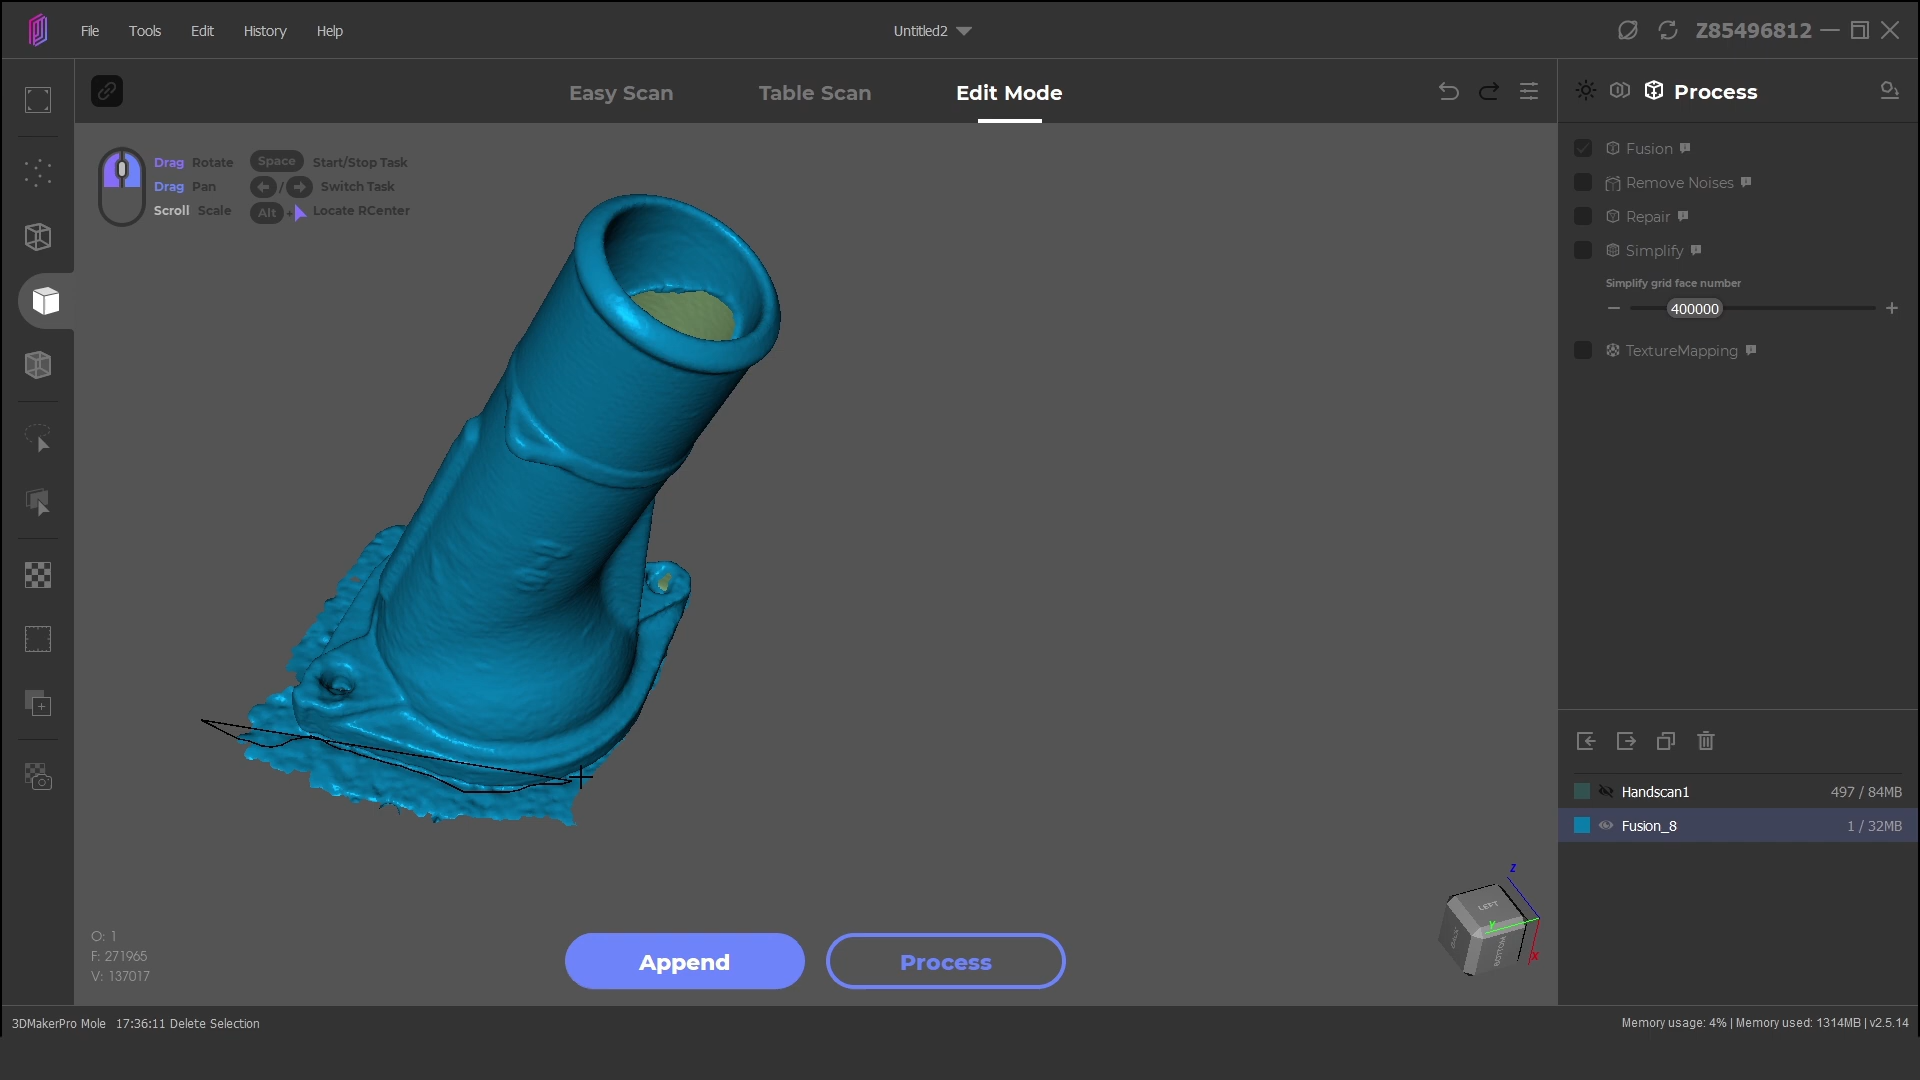 File Tools Edit History Help Untitled2 Z85496812
Easy Scan Table Scan Edit Mode
Process
Drag Rotate Space Start/Stop Task
Drag Pan / Switch Task
Scroll Scale Alt + Locate RCenter
Fusion
Remove Noises
Repair
Simplify
Simplify grid face number
400000
TextureMapping
Handscan1 497 / 84MB
Fusion_8 1 / 32MB
Z
LEFT
Y
BACK
BOTTOM
X
O: 1
F: 271965
V: 137017
Append Process
3DMakerPro Mole 17:36:11 Delete Selection
Memory usage: 4% | Memory used: 1314MB | v2.5.14